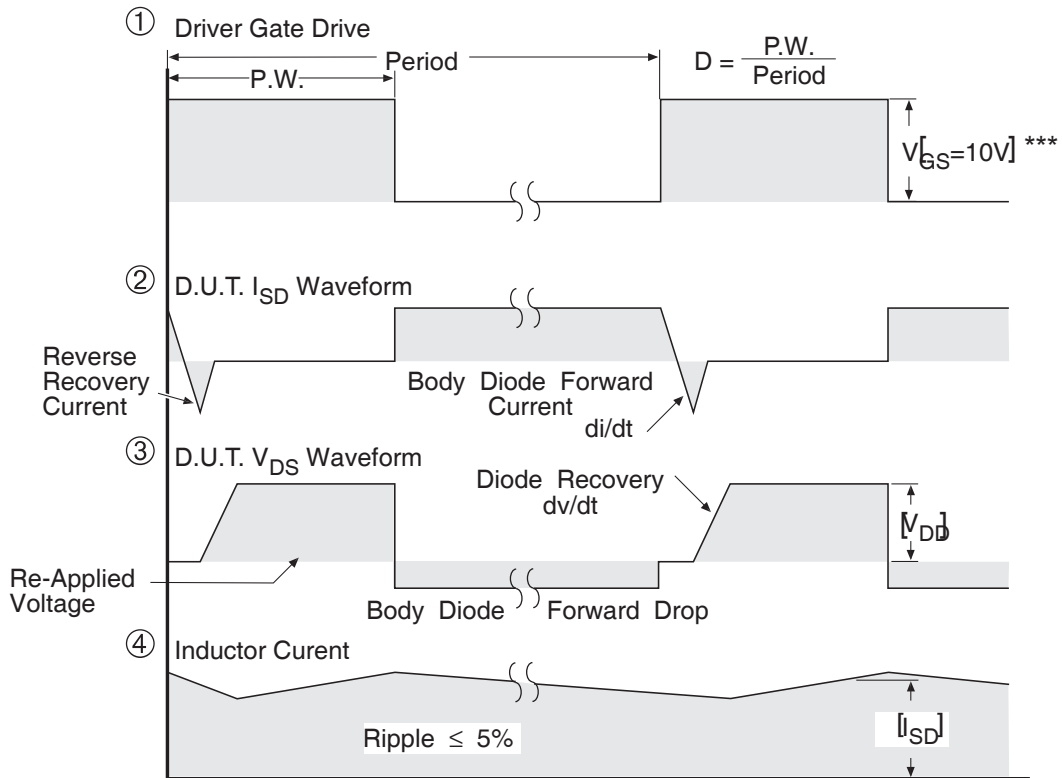 ① Driver Gate Drive
Period
P.W.
D = P.W.
Period
V[GS=10V] ***
② D.U.T. ISD Waveform
Reverse
Recovery
Current
Body Diode Forward
Current
di/dt
③ D.U.T. VDS Waveform
Diode Recovery
dv/dt
[VDD]
Re-Applied
Voltage
Body Diode Forward Drop
④ Inductor Curent
Ripple ≤ 5%
[ISD]